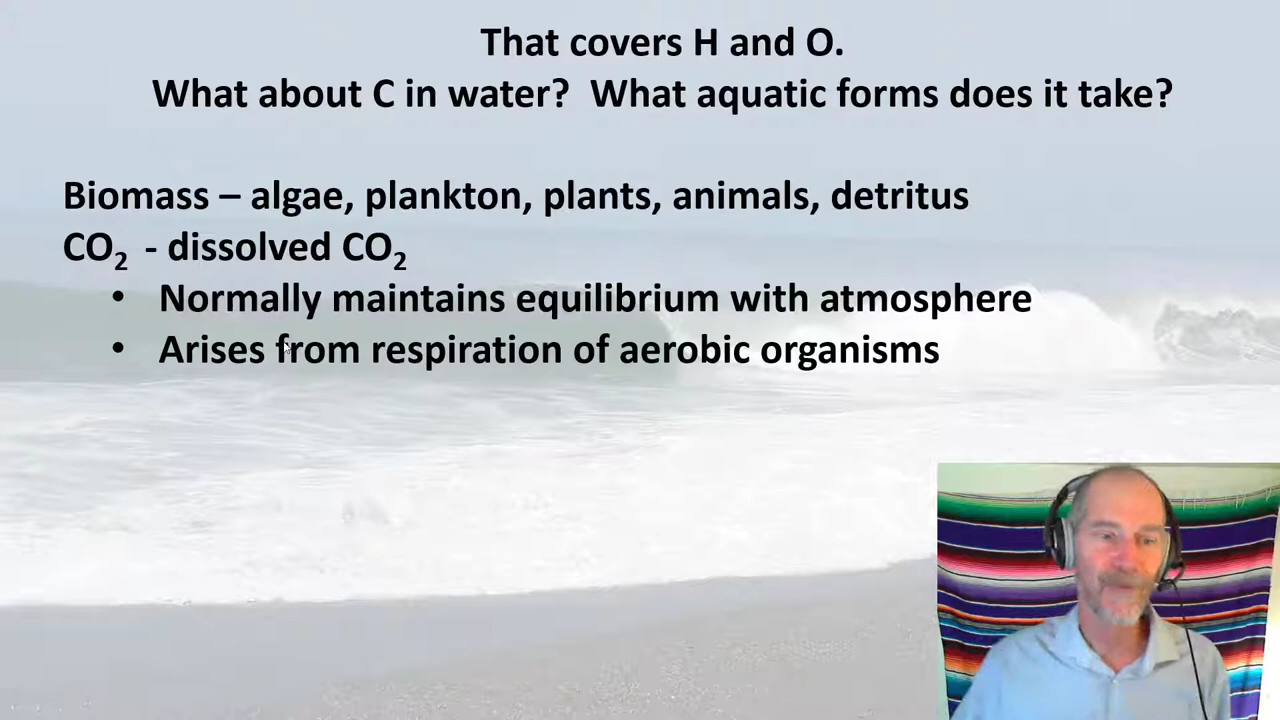 That covers H and O.
What about C in water? What aquatic forms does it take?
Biomass – algae, plankton, plants, animals, detritus
CO₂ - dissolved CO₂
• Normally maintains equilibrium with atmosphere
• Arises from respiration of aerobic organisms